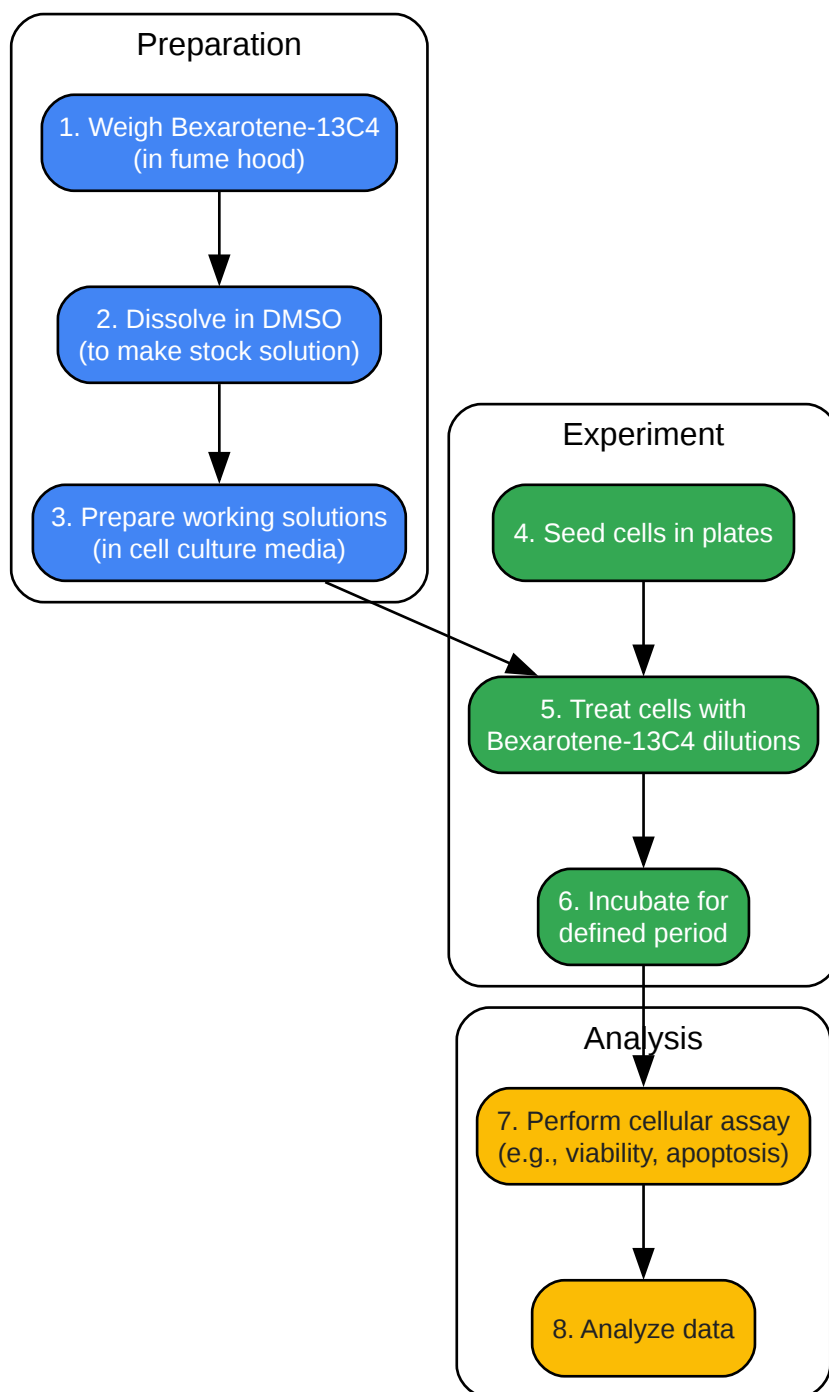 Preparation
1. Weigh Bexarotene-13C4
(in fume hood)
2. Dissolve in DMSO
(to make stock solution)
3. Prepare working solutions
(in cell culture media)
Experiment
4. Seed cells in plates
5. Treat cells with
Bexarotene-13C4 dilutions
6. Incubate for
defined period
Analysis
7. Perform cellular assay
(e.g., viability, apoptosis)
8. Analyze data